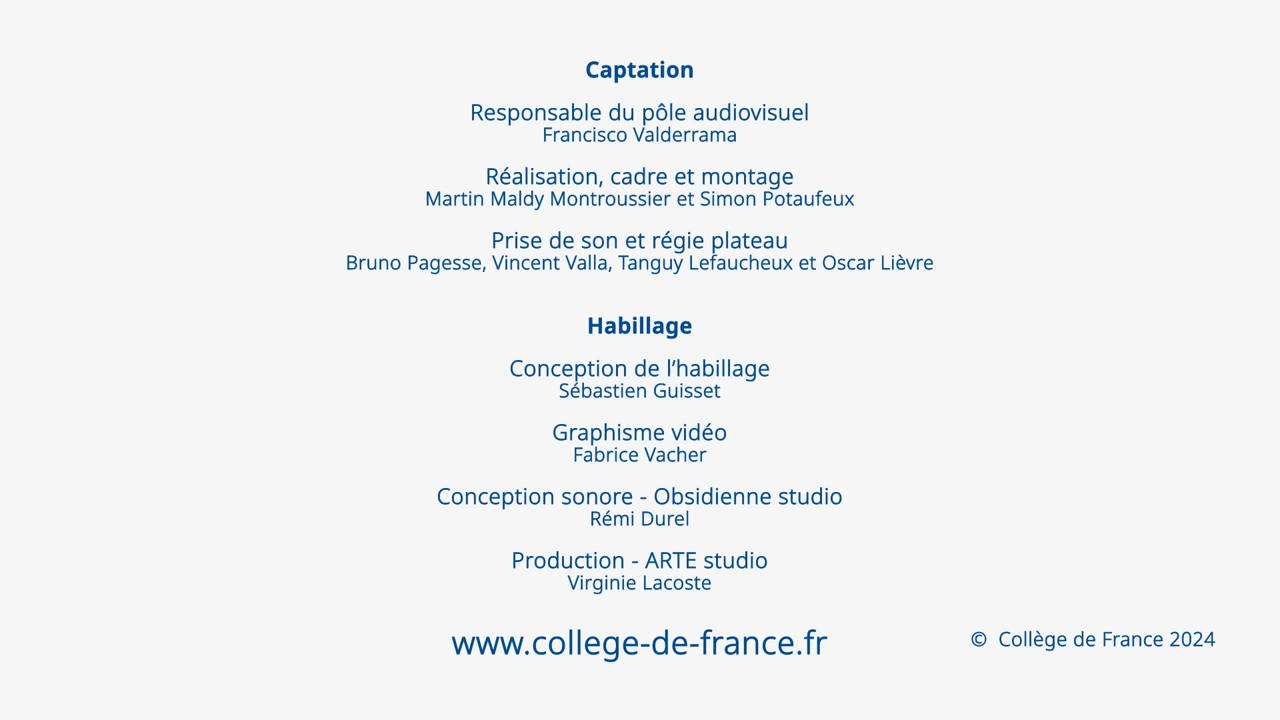 Captation
Responsable du pôle audiovisuel
Francisco Valderrama
Réalisation, cadre et montage
Martin Maldy Montroussier et Simon Potaufeux
Prise de son et régie plateau
Bruno Pagesse, Vincent Valla, Tanguy Lefaucheux et Oscar Lièvre
Habillage
Conception de l’habillage
Sébastien Guisset
Graphisme vidéo
Fabrice Vacher
Conception sonore - Obsidienne studio
Rémi Durel
Production - ARTE studio
Virginie Lacoste
www.college-de-france.fr
© Collège de France 2024